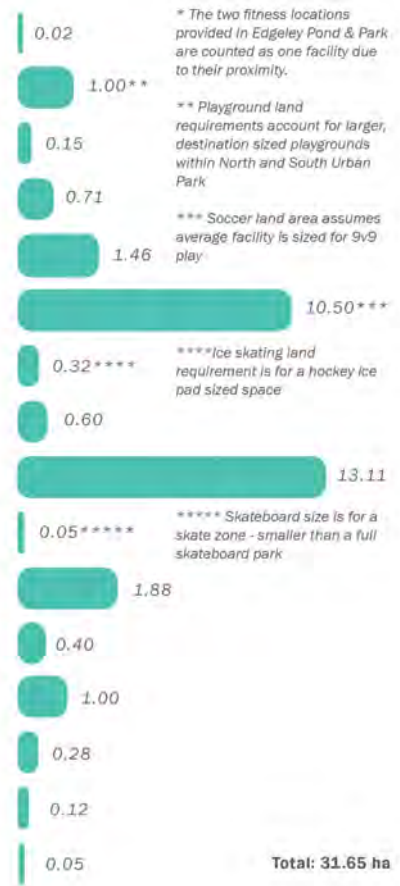 0.02
* The two fitness locations
provided in Edgeley Pond & Park
are counted as one facility due
to their proximity.
1.00**
** Playground land
requirements account for larger,
destination sized playgrounds
within North and South Urban
Park
0.15
0.71
*** Soccer land area assumes
average facility is sized for 9v9
play
1.46
10.50***
0.32****
****Ice skating land
requirement is for a hockey ice
pad sized space
0.60
13.11
0.05*****
***** Skateboard size is for a
skate zone - smaller than a full
skateboard park
1.88
0.40
1.00
0.28
0.12
0.05
Total: 31.65 ha